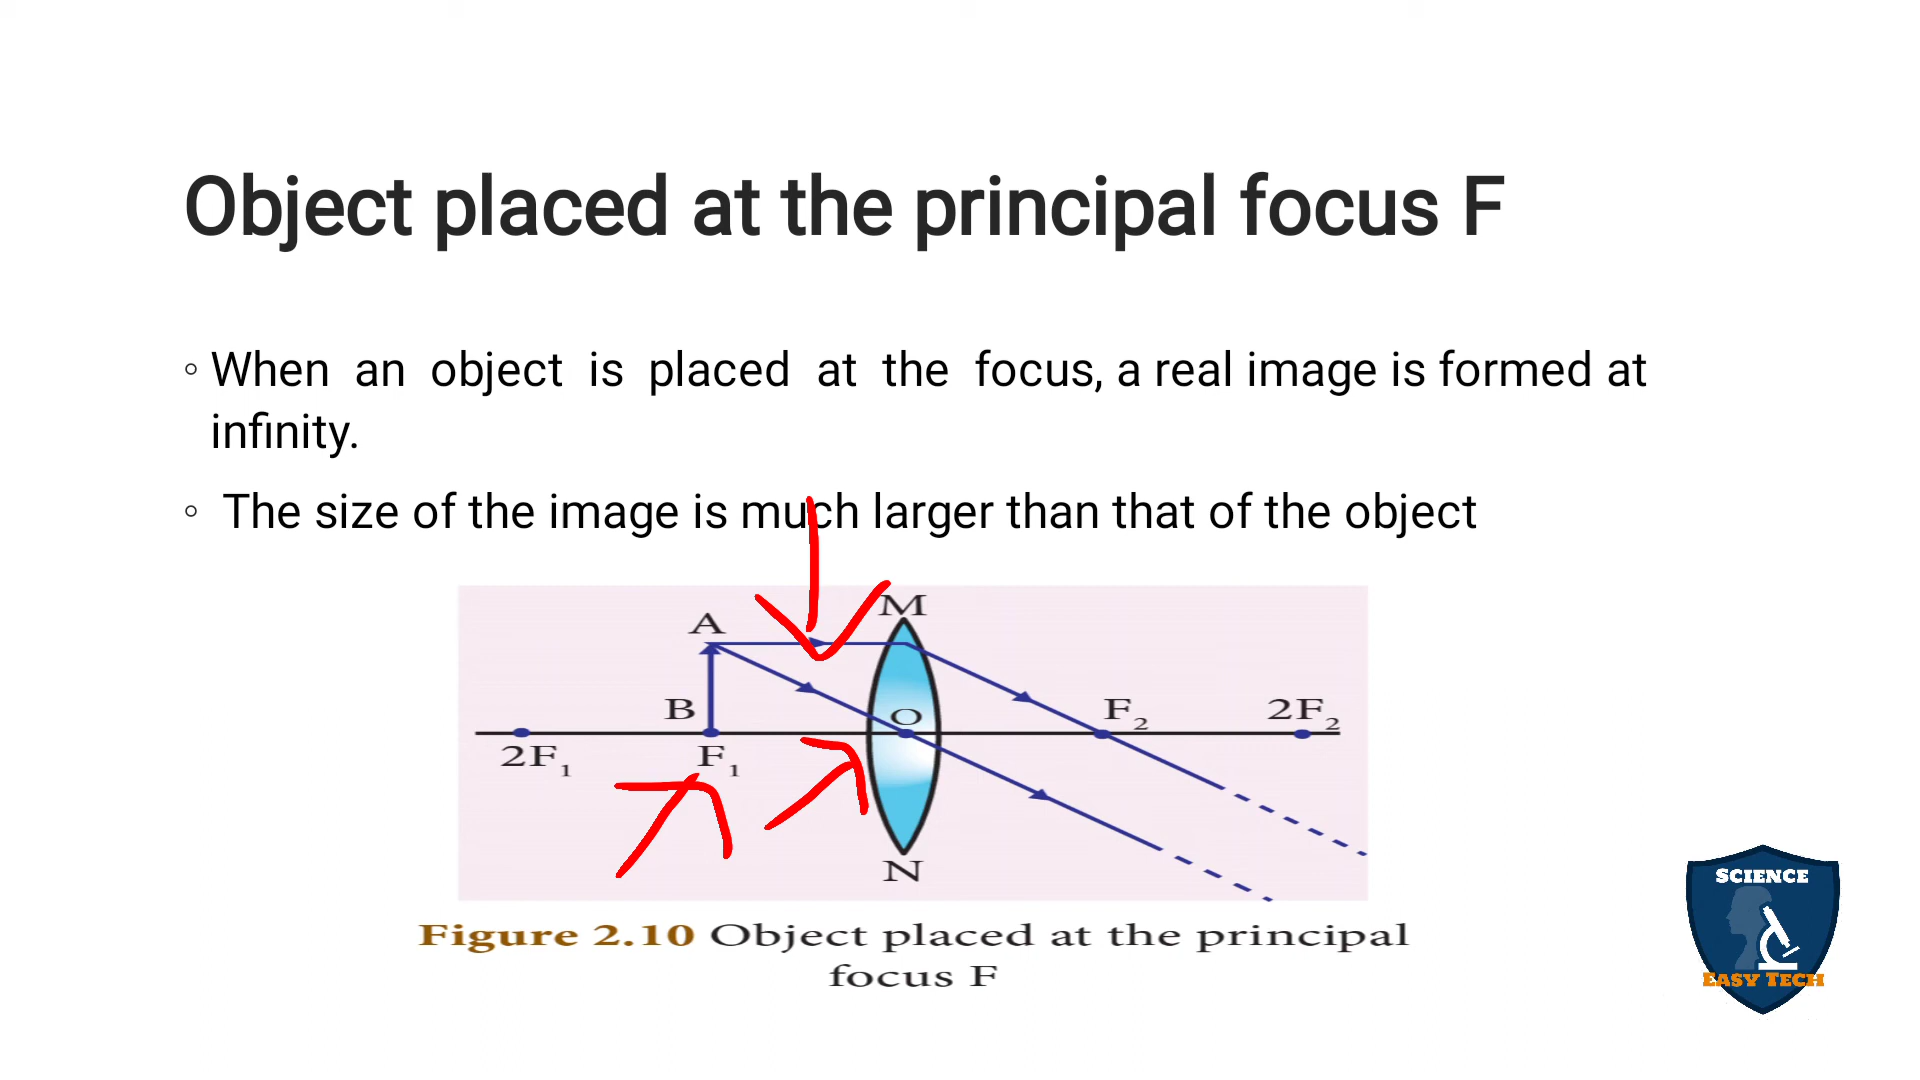 Object placed at the principal focus F
◦ When an object is placed at the focus, a real image is formed at
infinity.
◦ The size of the image is much larger than that of the object
A
M
B
O
F₂
2F₂
2F₁
F₁
N
Figure 2.10 Object placed at the principal
focus F
SCIENCE
EASY TECH